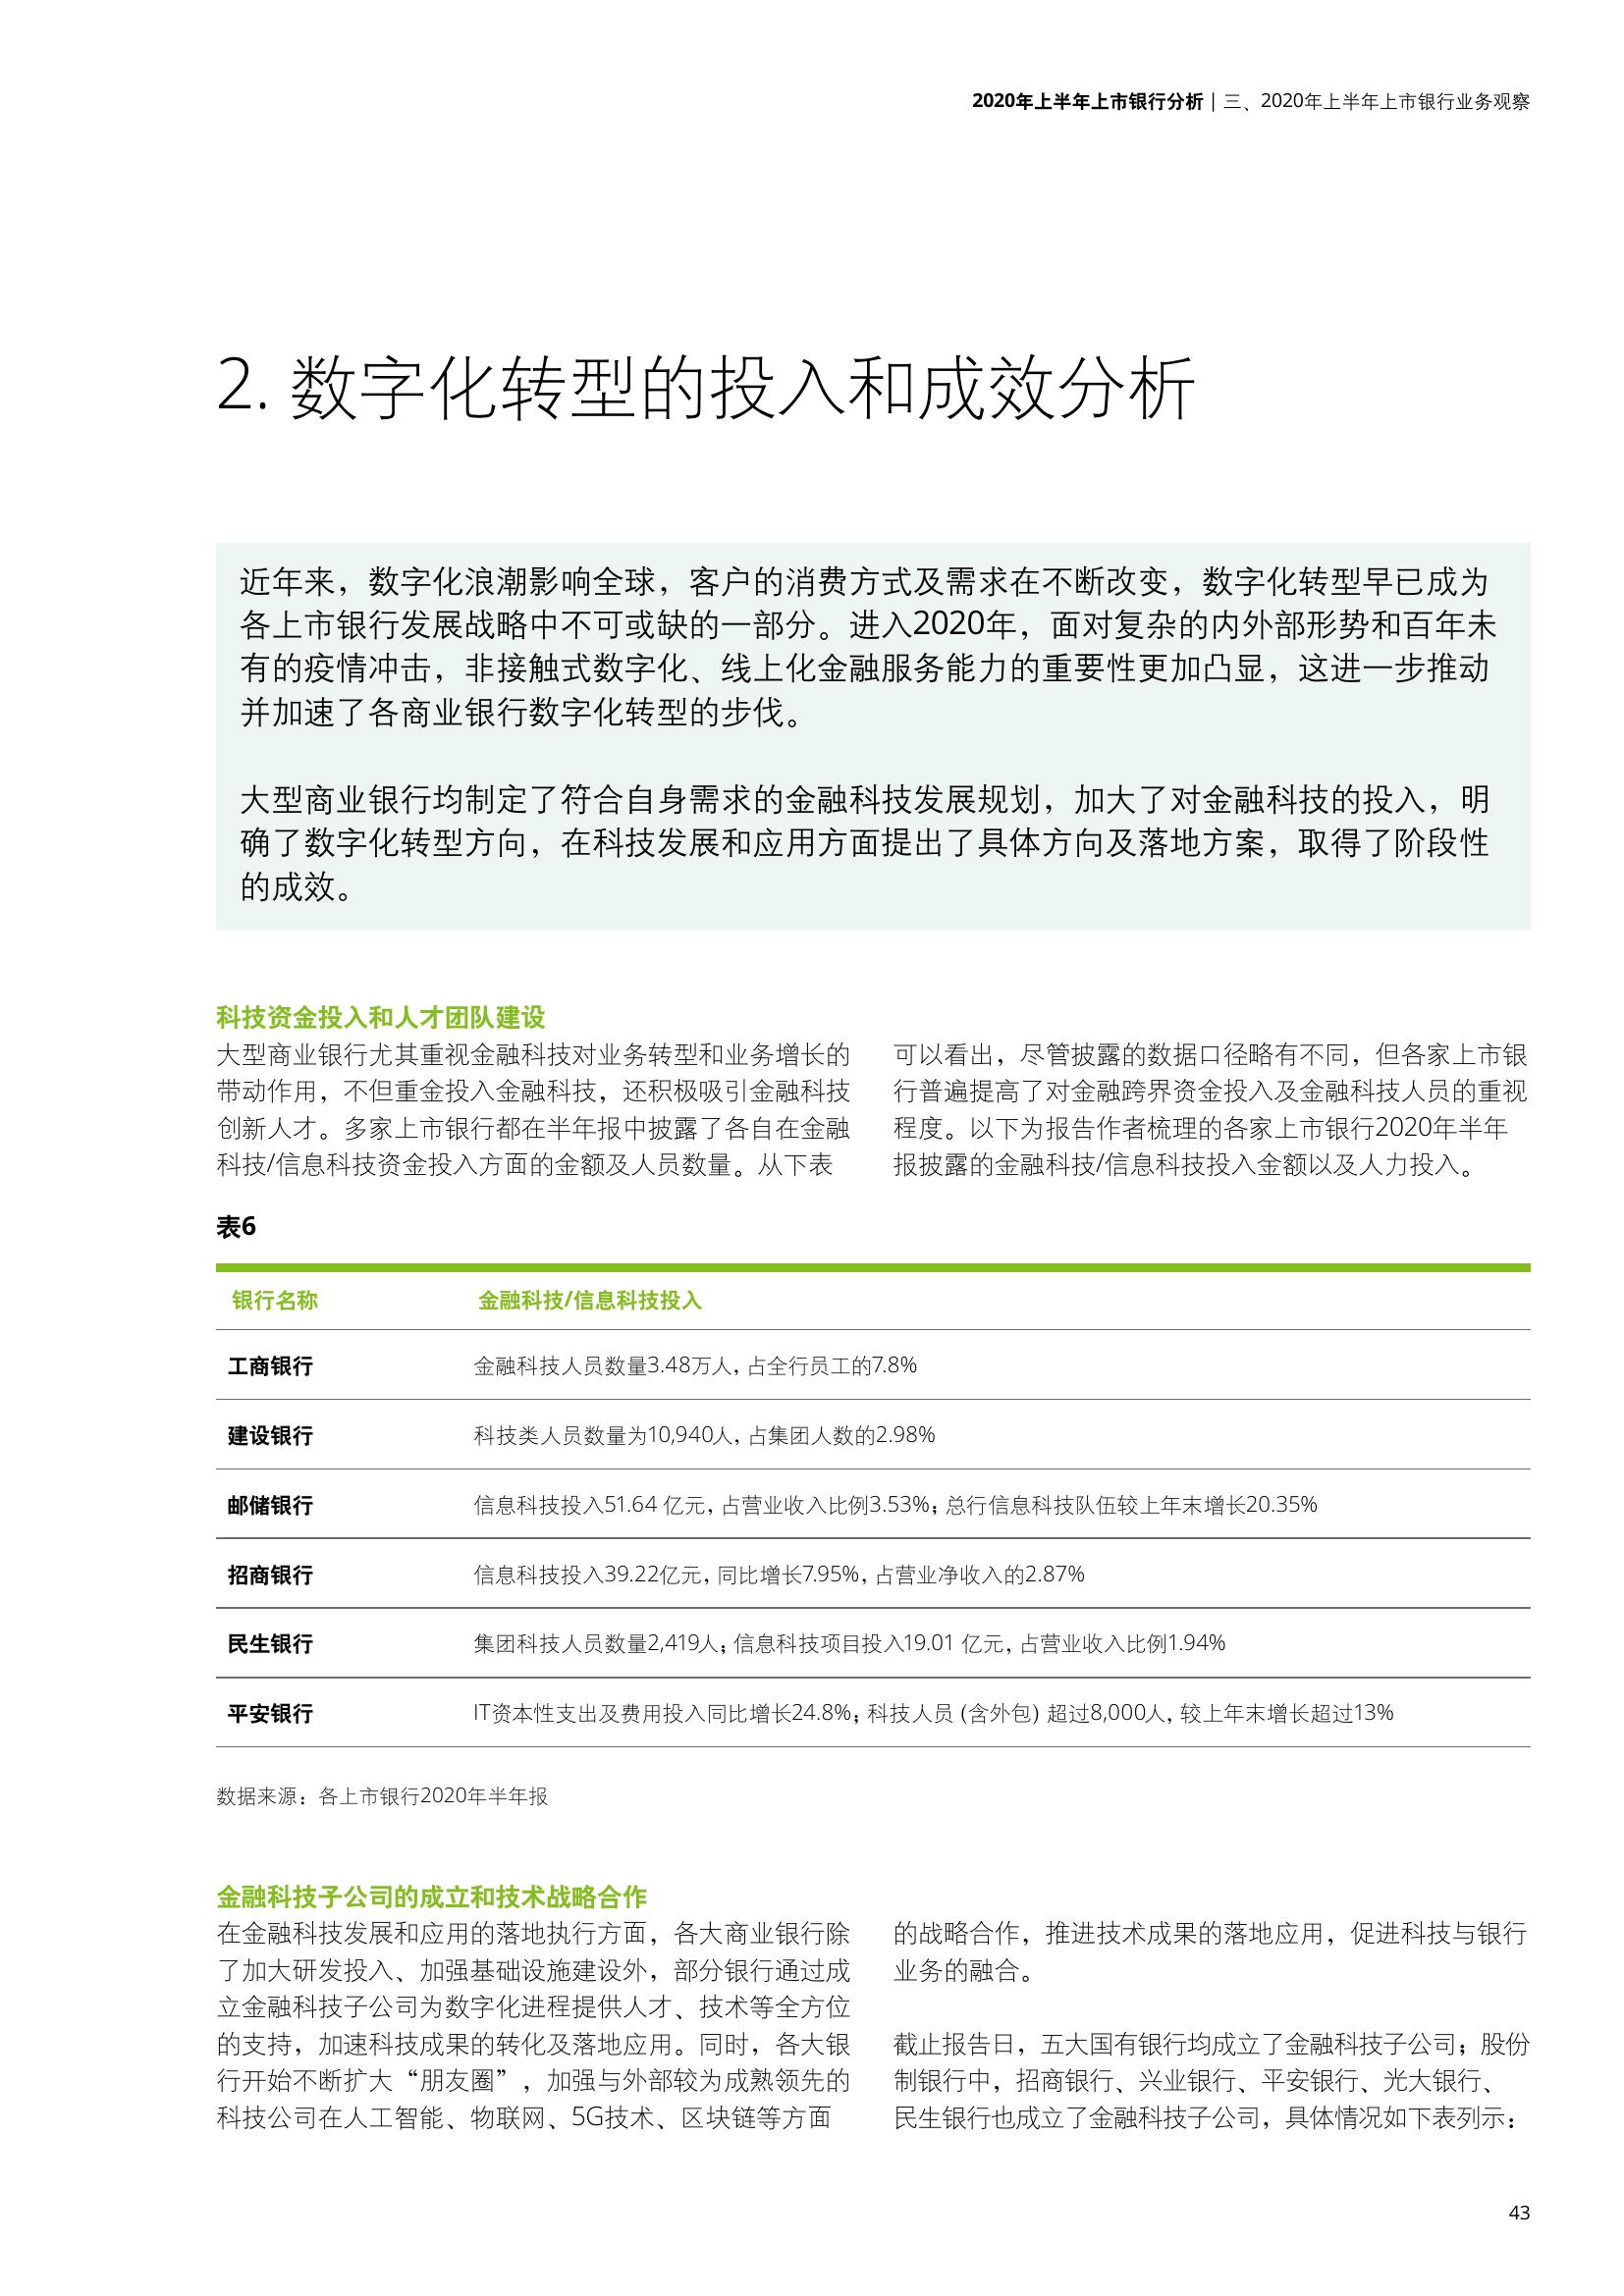 2020年上半年上市银行分析 | 三、2020年上半年上市银行业务观察
2. 数字化转型的投入和成效分析
近年来，数字化浪潮影响全球，客户的消费方式及需求在不断改变，数字化转型早已成为
各上市银行发展战略中不可或缺的一部分。进入2020年，面对复杂的内外部形势和百年未
有的疫情冲击，非接触式数字化、线上化金融服务能力的重要性更加凸显，这进一步推动
并加速了各商业银行数字化转型的步伐。
大型商业银行均制定了符合自身需求的金融科技发展规划，加大了对金融科技的投入，明
确了数字化转型方向，在科技发展和应用方面提出了具体方向及落地方案，取得了阶段性
的成效。
科技资金投入和人才团队建设
大型商业银行尤其重视金融科技对业务转型和业务增长的
带动作用，不但重金投入金融科技，还积极吸引金融科技
创新人才。多家上市银行都在半年报中披露了各自在金融
科技/信息科技资金投入方面的金额及人员数量。从下表
可以看出，尽管披露的数据口径略有不同，但各家上市银
行普遍提高了对金融跨界资金投入及金融科技人员的重视
程度。以下为报告作者梳理的各家上市银行2020年半年
报披露的金融科技/信息科技投入金额以及人力投入。
表6
银行名称 金融科技/信息科技投入
工商银行 金融科技人员数量3.48万人，占全行员工的7.8%
建设银行 科技类人员数量为10,940人，占集团人数的2.98%
邮储银行 信息科技投入51.64 亿元，占营业收入比例3.53%；总行信息科技队伍较上年末增长20.35%
招商银行 信息科技投入39.22亿元，同比增长7.95%，占营业净收入的2.87%
民生银行 集团科技人员数量2,419人；信息科技项目投入19.01 亿元，占营业收入比例1.94%
平安银行 IT资本性支出及费用投入同比增长24.8%；科技人员（含外包）超过8,000人，较上年末增长超过13%
数据来源：各上市银行2020年半年报
金融科技子公司的成立和技术战略合作
在金融科技发展和应用的落地执行方面，各大商业银行除
了加大研发投入、加强基础设施建设外，部分银行通过成
立金融科技子公司为数字化进程提供人才、技术等全方位
的支持，加速科技成果的转化及落地应用。同时，各大银
行开始不断扩大“朋友圈”，加强与外部较为成熟领先的
科技公司在人工智能、物联网、5G技术、区块链等方面
的战略合作，推进技术成果的落地应用，促进科技与银行
业务的融合。
截止报告日，五大国有银行均成立了金融科技子公司；股份
制银行中，招商银行、兴业银行、平安银行、光大银行、
民生银行也成立了金融科技子公司，具体情况如下表列示：
43